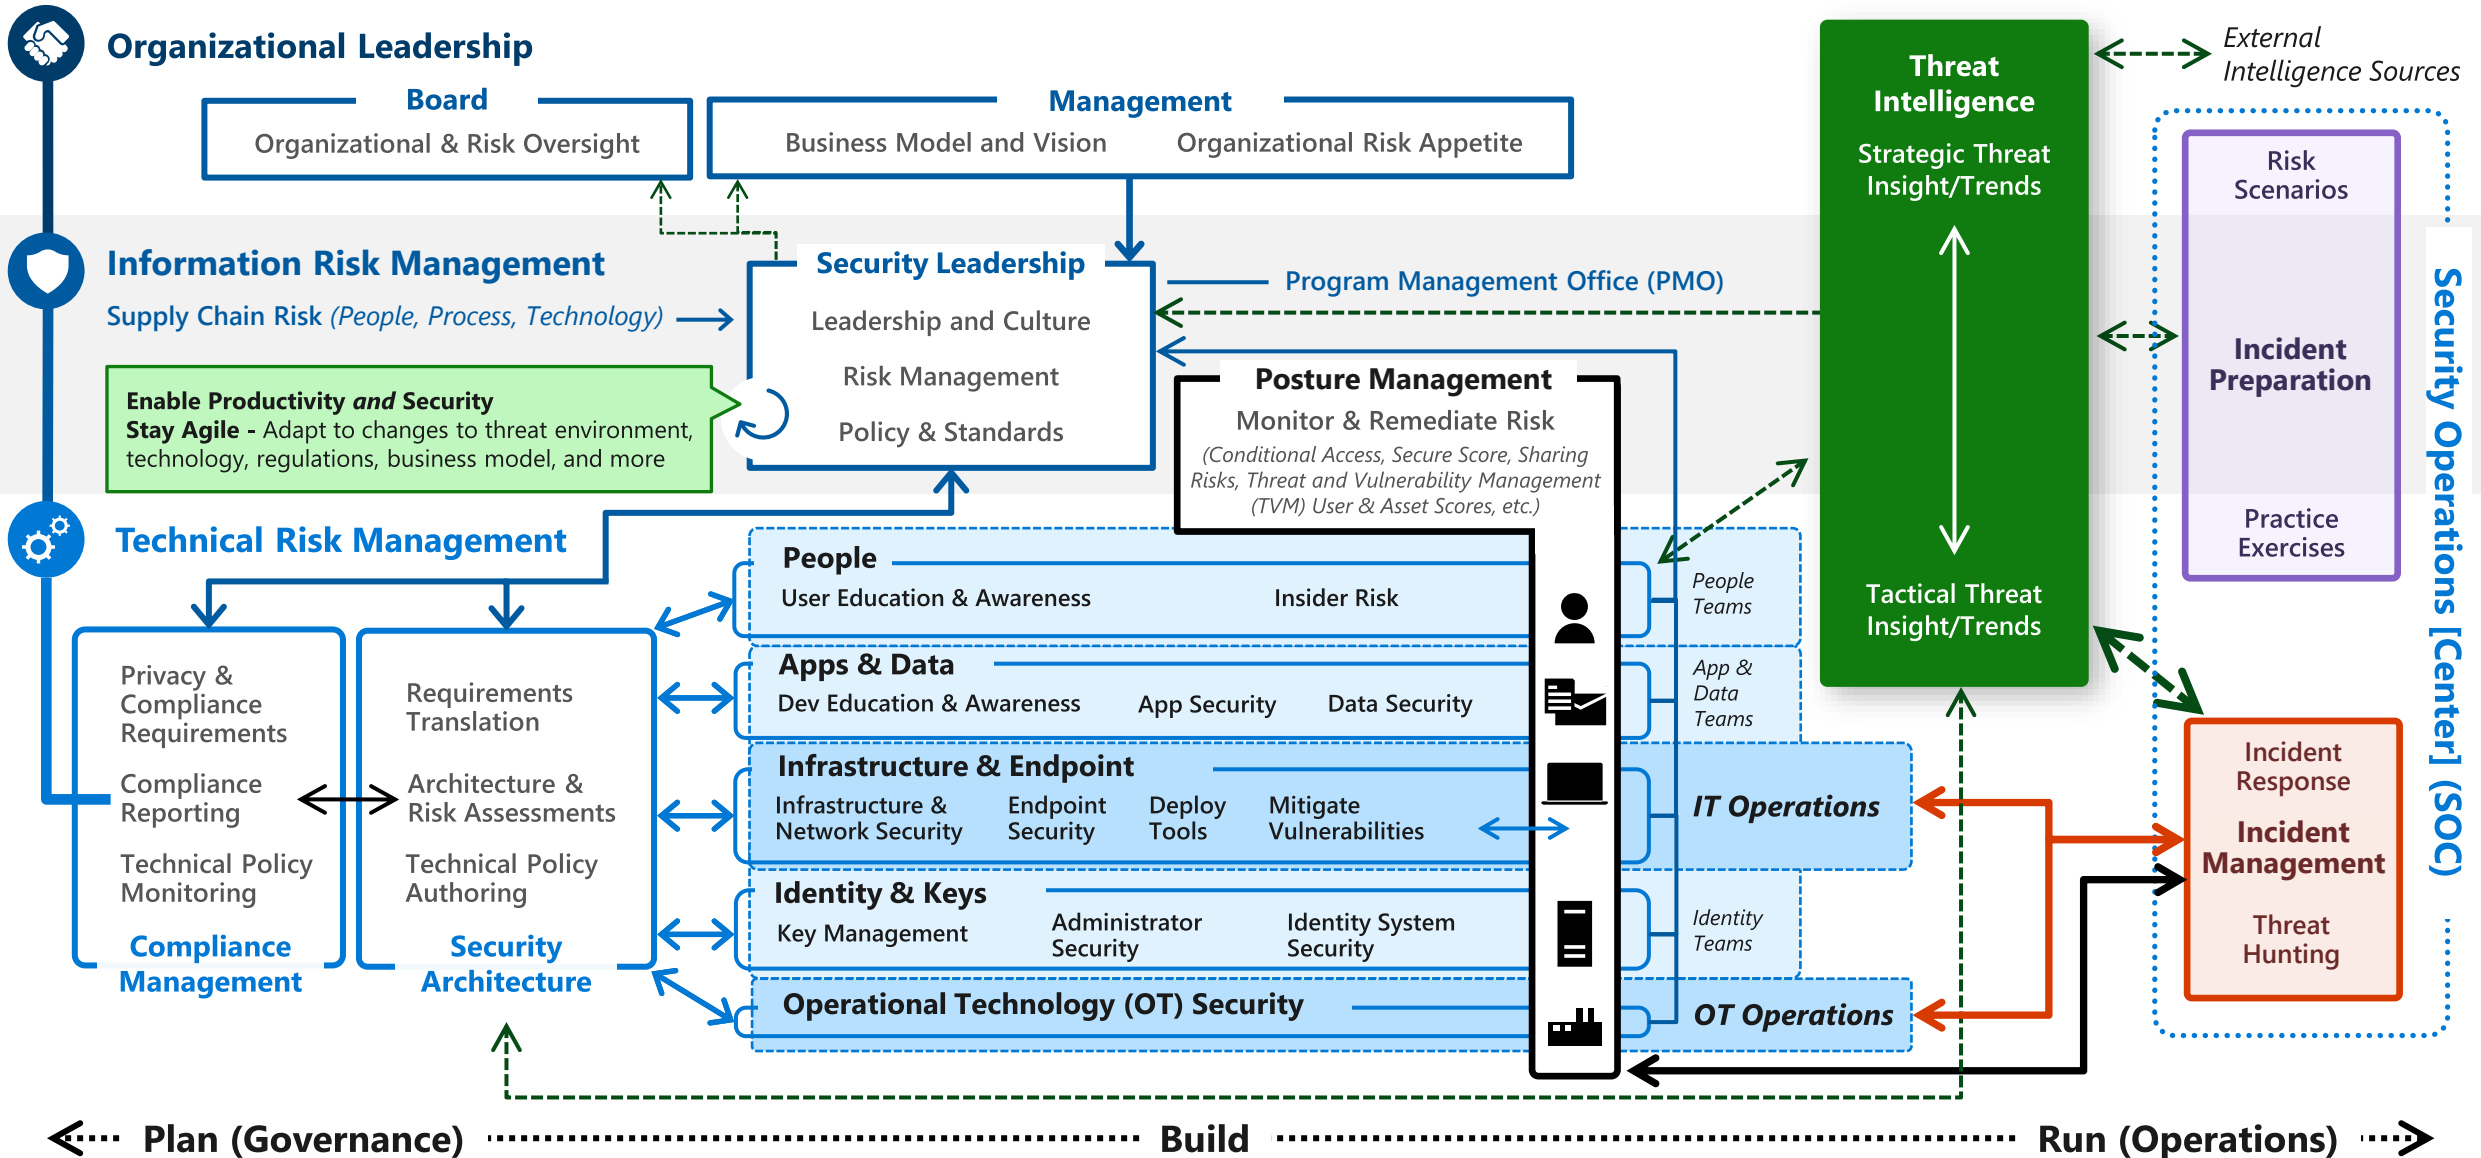 Organizational Leadership
Board
Organizational & Risk Oversight
Management
Business Model and Vision
Organizational Risk Appetite
Information Risk Management
Supply Chain Risk (People, Process, Technology)
Enable Productivity and Security
Stay Agile - Adapt to changes to threat environment,
technology, regulations, business model, and more
Security Leadership
Leadership and Culture
Risk Management
Policy & Standards
Program Management Office (PMO)
Posture Management
Monitor & Remediate Risk
(Conditional Access, Secure Score, Sharing
Risks, Threat and Vulnerability Management
(TVM) User & Asset Scores, etc.)
Threat
Intelligence
Strategic Threat
Insight/Trends
Tactical Threat
Insight/Trends
External
Intelligence Sources
Risk
Scenarios
Incident
Preparation
Practice
Exercises
Security Operations [Center] (SOC)
Technical Risk Management
Privacy &
Compliance
Requirements
Compliance
Reporting
Technical Policy
Monitoring
Compliance
Management
Requirements
Translation
Architecture &
Risk Assessments
Technical Policy
Authoring
Security
Architecture
People
User Education & Awareness
Insider Risk
People
Teams
Apps & Data
Dev Education & Awareness
App Security
Data Security
App &
Data
Teams
Infrastructure & Endpoint
Infrastructure &
Network Security
Endpoint
Security
Deploy
Tools
Mitigate
Vulnerabilities
IT Operations
Identity & Keys
Key Management
Administrator
Security
Identity System
Security
Identity
Teams
Operational Technology (OT) Security
OT Operations
Incident
Response
Incident
Management
Threat
Hunting
Plan (Governance)
Build
Run (Operations)